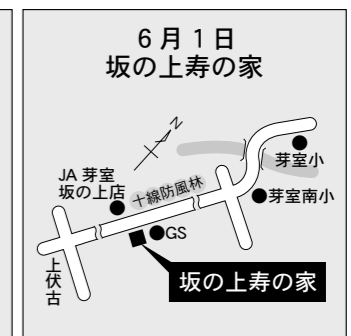 6月1日
坂の上寿の家
N
芽室小
JA 芽室
坂の上店
十線防風林
芽室南小
GS
上伏古
坂の上寿の家